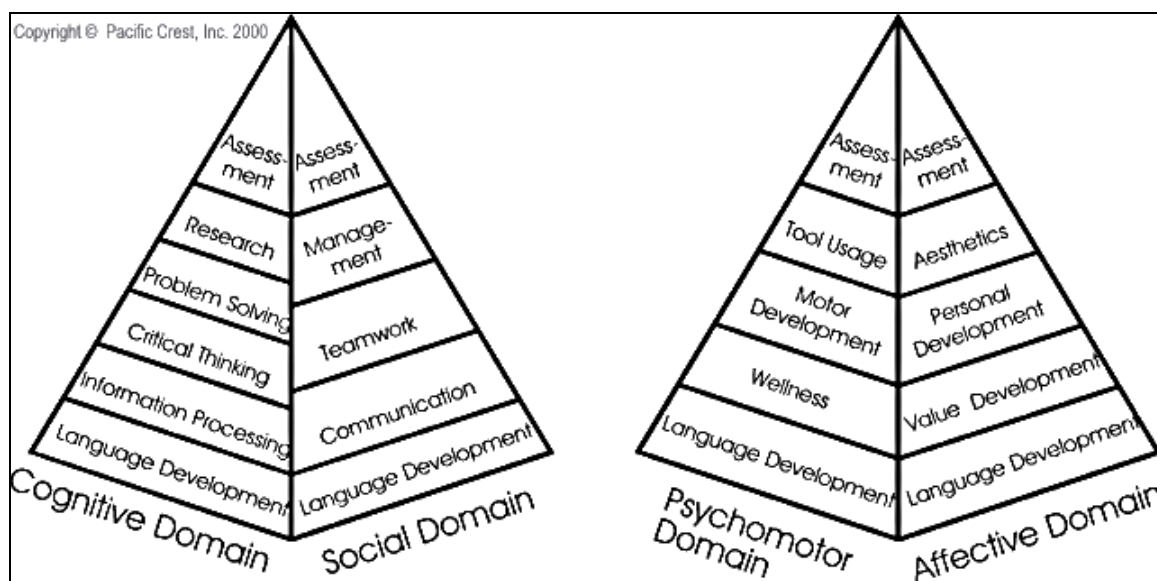 Copyright © Pacific Crest, Inc. 2000
Assess-
ment
Research
Problem Solving
Critical Thinking
Information Processing
Language Development
Cognitive Domain
Assess-
ment
Manage-
ment
Teamwork
Communication
Language Development
Social Domain
Assess-
ment
Tool Usage
Motor
Development
Wellness
Language Development
Psychomotor
Domain
Assess-
ment
Aesthetics
Personal
Development
Value Development
Language Development
Affective Domain